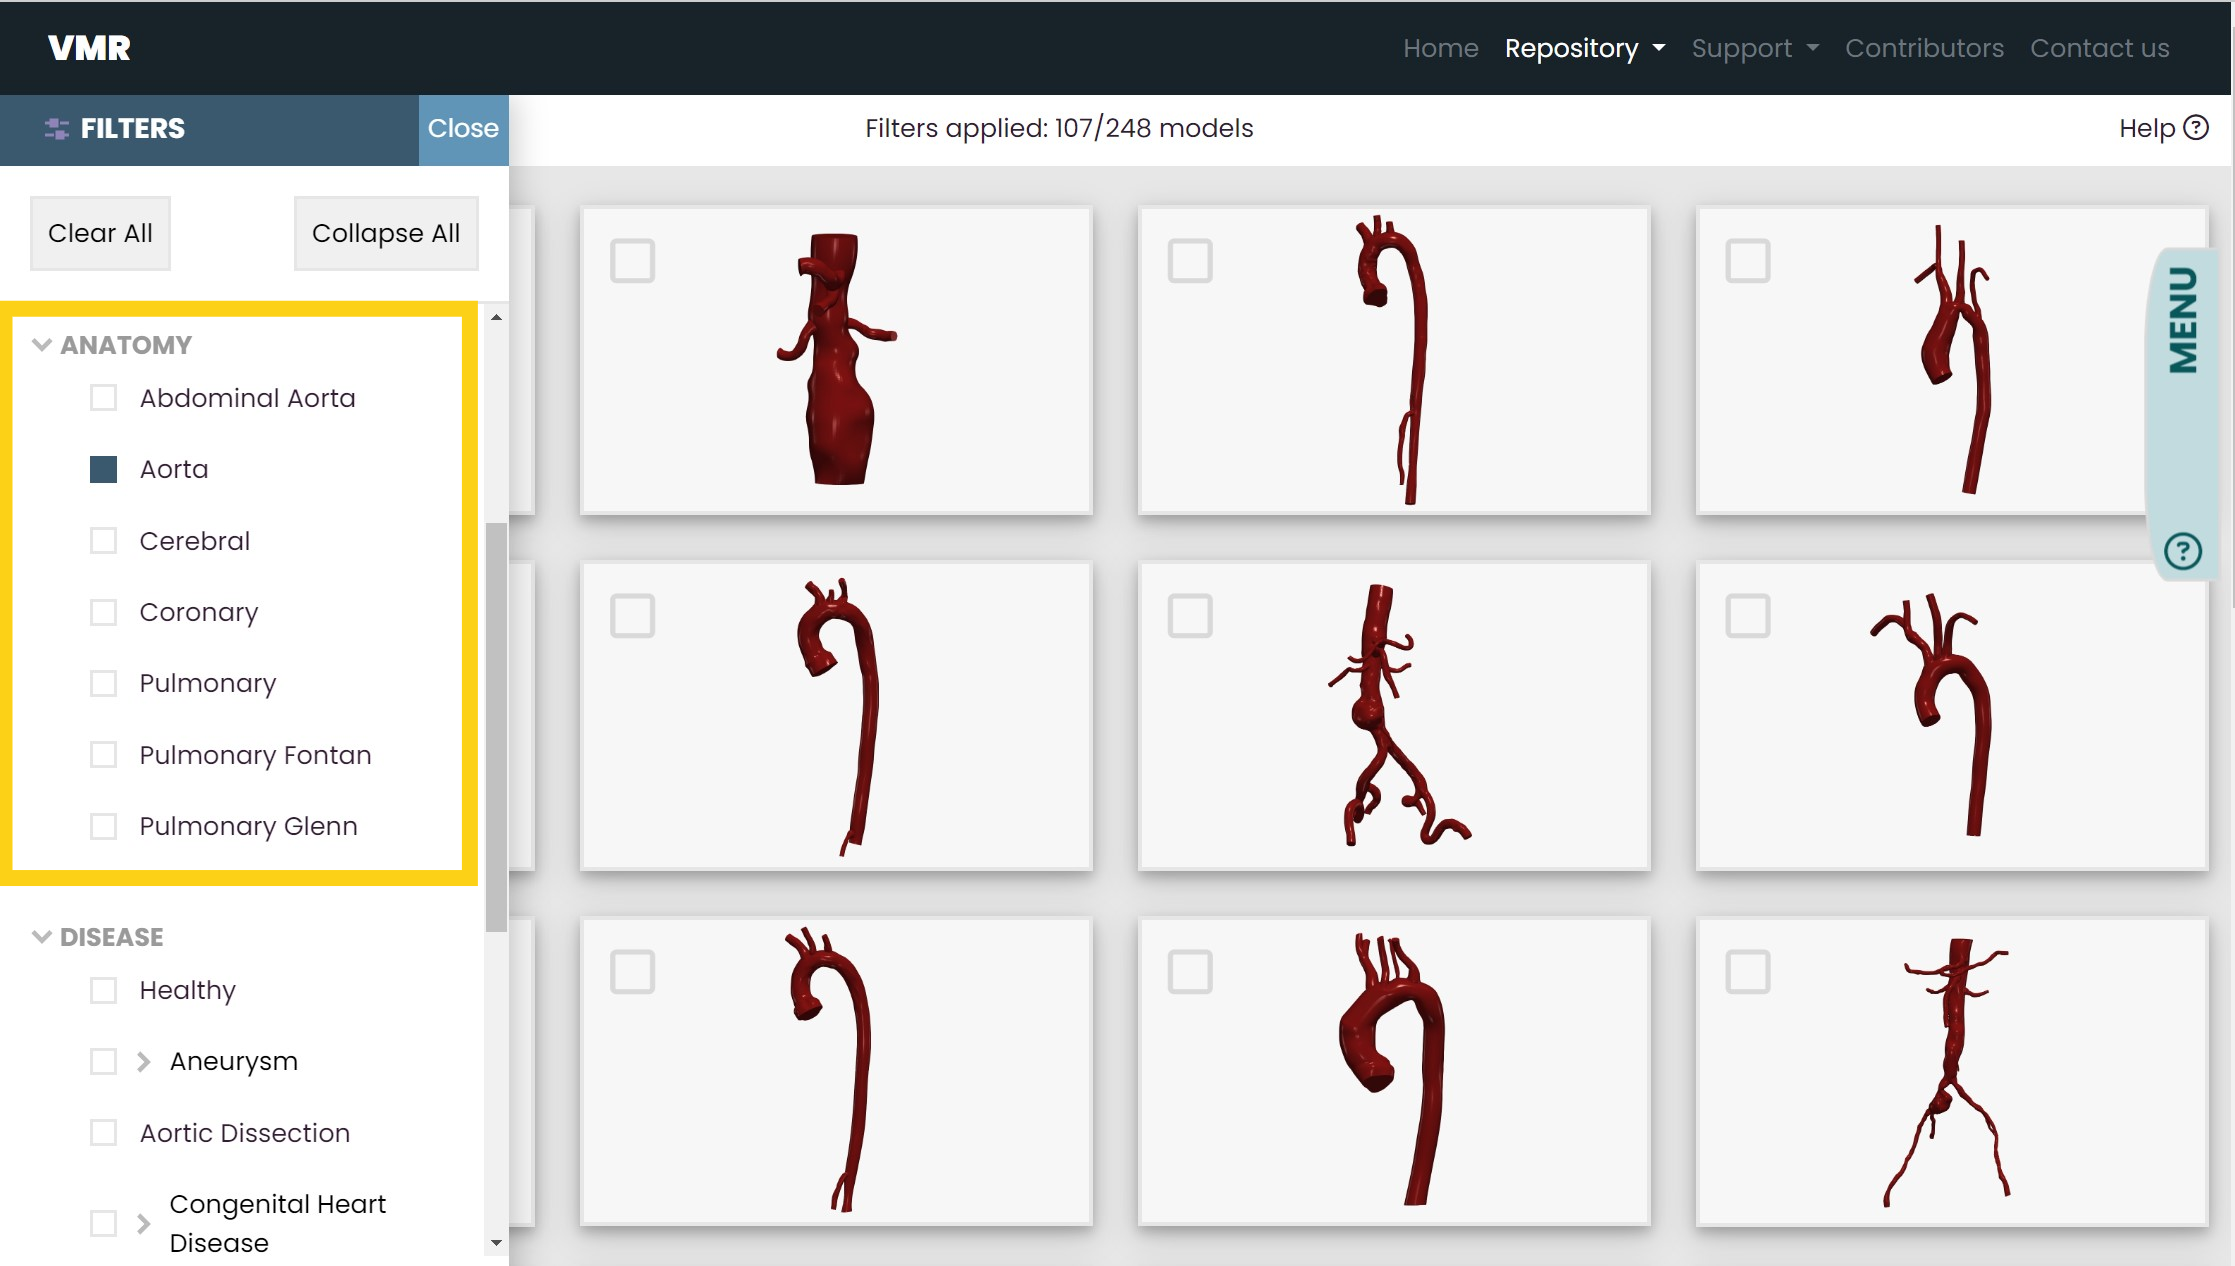 VMR
Home Repository Support Contributors Contact us
FILTERS Close
Filters applied: 107/248 models
Help ?
Clear All Collapse All
MENU ?
ANATOMY
Abdominal Aorta
Aorta
Cerebral
Coronary
Pulmonary
Pulmonary Fontan
Pulmonary Glenn
DISEASE
Healthy
Aneurysm
Aortic Dissection
Congenital Heart
Disease